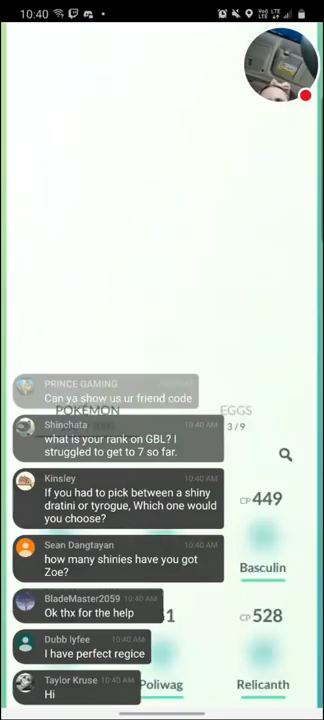 10:40
PRINCE GAMING
Can ya show us ur friend code
POKÉMON
EGGS
3/9
Shinchata 10:40 AM
what is your rank on GBL? I
struggled to get to 7 so far.
Kinsley 10:40 AM
If you had to pick between a shiny
dratini or tyrogue, Which one would
you choose?
CP449
Sean Dangtayan 10:40 AM
how many shinies have you got
Zoe?
Basculin
BladeMaster2059 10:40 AM
Ok thx for the help
CP528
Dubb lyfee 10:40 AM
I have perfect regice
Taylor Kruse 10:40 AM
Hi
Poliwag
Relicanth